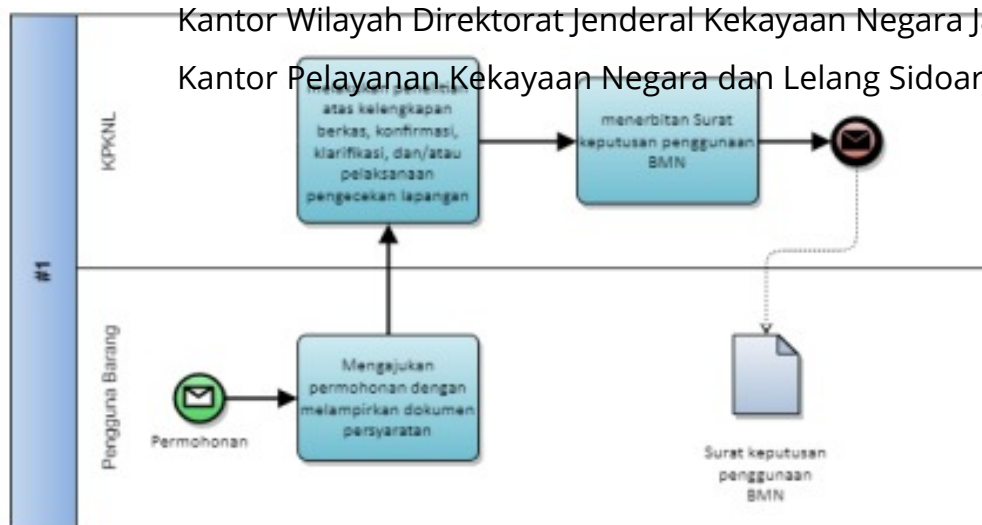 Kantor Wilayah Direktorat Jenderal Kekayaan Negara
Kantor Pelayanan Kekayaan Negara dan Lelang
#1
KPKNL
atas kelengkapan
berkas, konfirmasi,
klarifikasi, dan/atau
pelaksanaan
pengecekan lapangan
menerbitan Surat
keputusan penggunaan
BMN
Pengguna Barang
Permohonan
Mengajukan
permohonan dengan
melampirkan dokumen
persyaratan
Surat keputusan
penggunaan
BMN